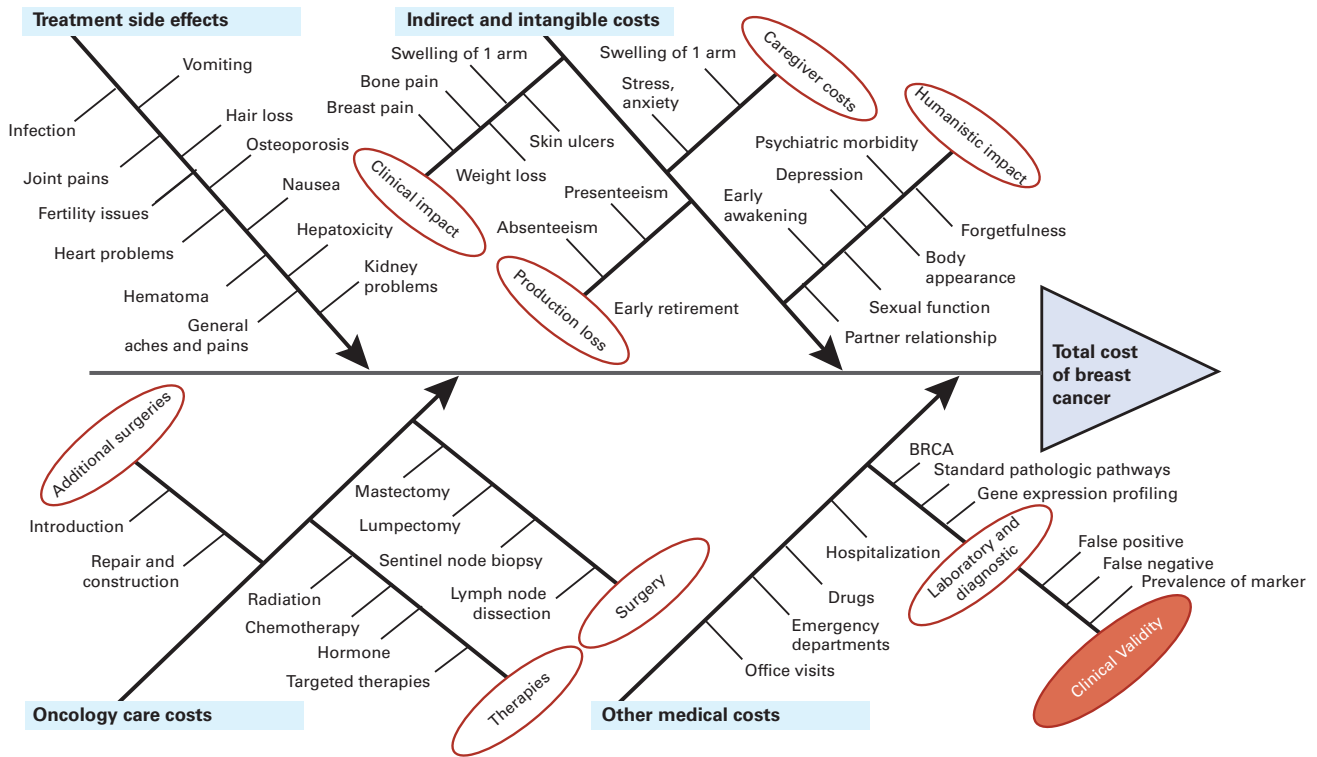 Treatment side effects
Vomiting
Infection
Hair loss
Joint pains
Osteoporosis
Fertility issues
Nausea
Heart problems
Hepatoxicity
Hematoma
Kidney
problems
General
aches and pains
Indirect and intangible costs
Swelling of 1 arm
Bone pain
Breast pain
Skin ulcers
Weight loss
Clinical impact
Swelling of 1 arm
Stress,
anxiety
Caregiver costs
Presenteeism
Absenteeism
Early retirement
Production loss
Humanistic impact
Psychiatric morbidity
Depression
Early
awakening
Forgetfulness
Body
appearance
Sexual function
Partner relationship
Total cost
of breast
cancer
Additional surgeries
Introduction
Repair and
construction
Mastectomy
Lumpectomy
Sentinel node biopsy
Lymph node
dissection
Surgery
Radiation
Chemotherapy
Hormone
Targeted therapies
Therapies
Oncology care costs
BRCA
Standard pathologic pathways
Gene expression profiling
Laboratory and
diagnostic
False positive
False negative
Prevalence of marker
Clinical Validity
Hospitalization
Drugs
Emergency
departments
Office visits
Other medical costs